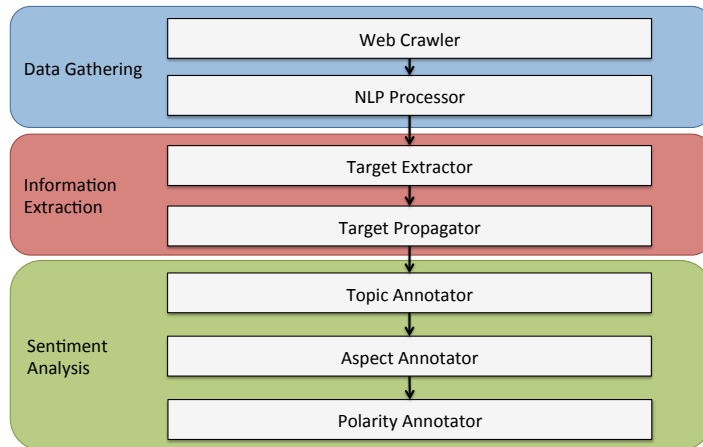 Data Gathering
Web Crawler
NLP Processor
Information
Extraction
Target Extractor
Target Propagator
Sentiment
Analysis
Topic Annotator
Aspect Annotator
Polarity Annotator